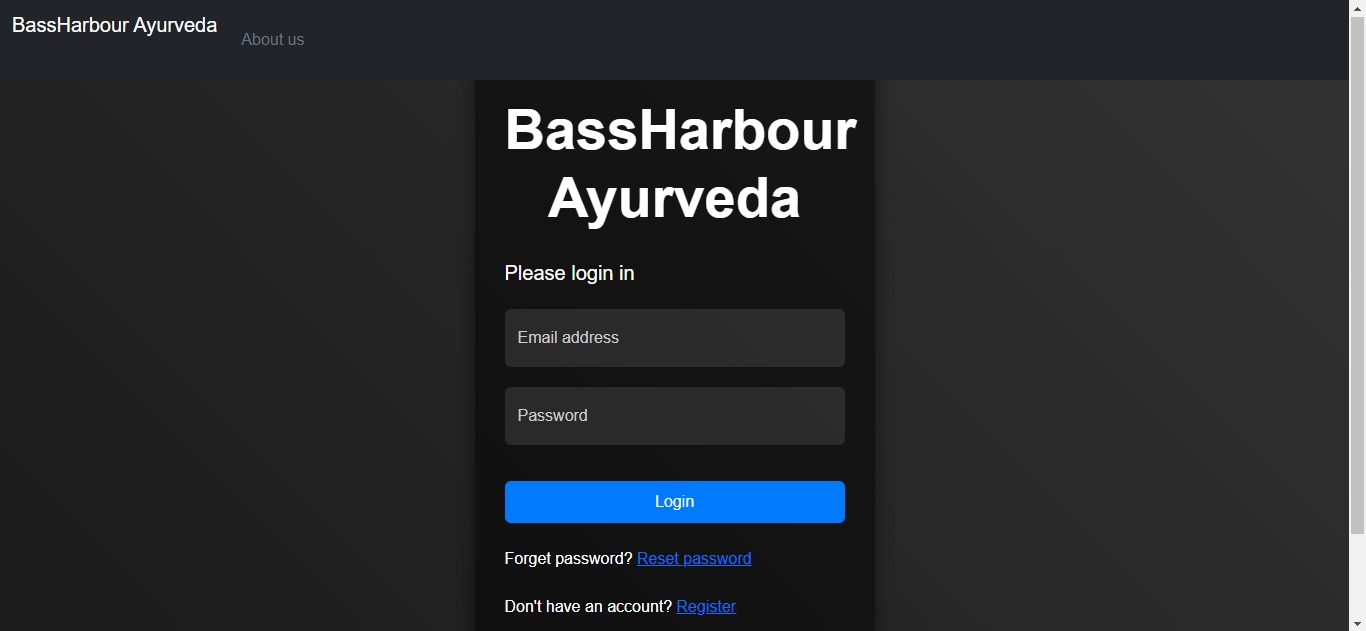 BassHarbour Ayurveda
About us
BassHarbour
Ayurveda
Please login in
Email address
Password
Login
Forget password? Reset password
Don't have an account? Register